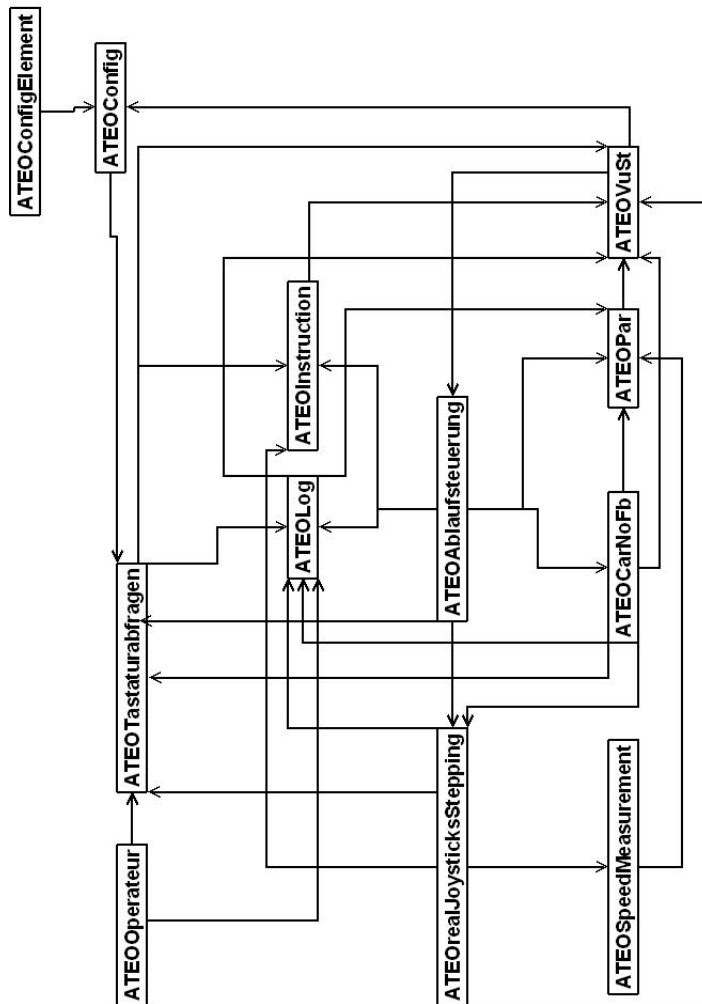 ATEOConfigElement
ATEOConfig
ATEOTastaturabfragen
ATEOOperateur
ATEOInstruction
ATEOLog
ATEOAblaufsteuerung
ATEOrealJoysticksStepping
ATEOVuSt
ATEOPar
ATEOCarNoFb
ATEOSpeedMeasurement